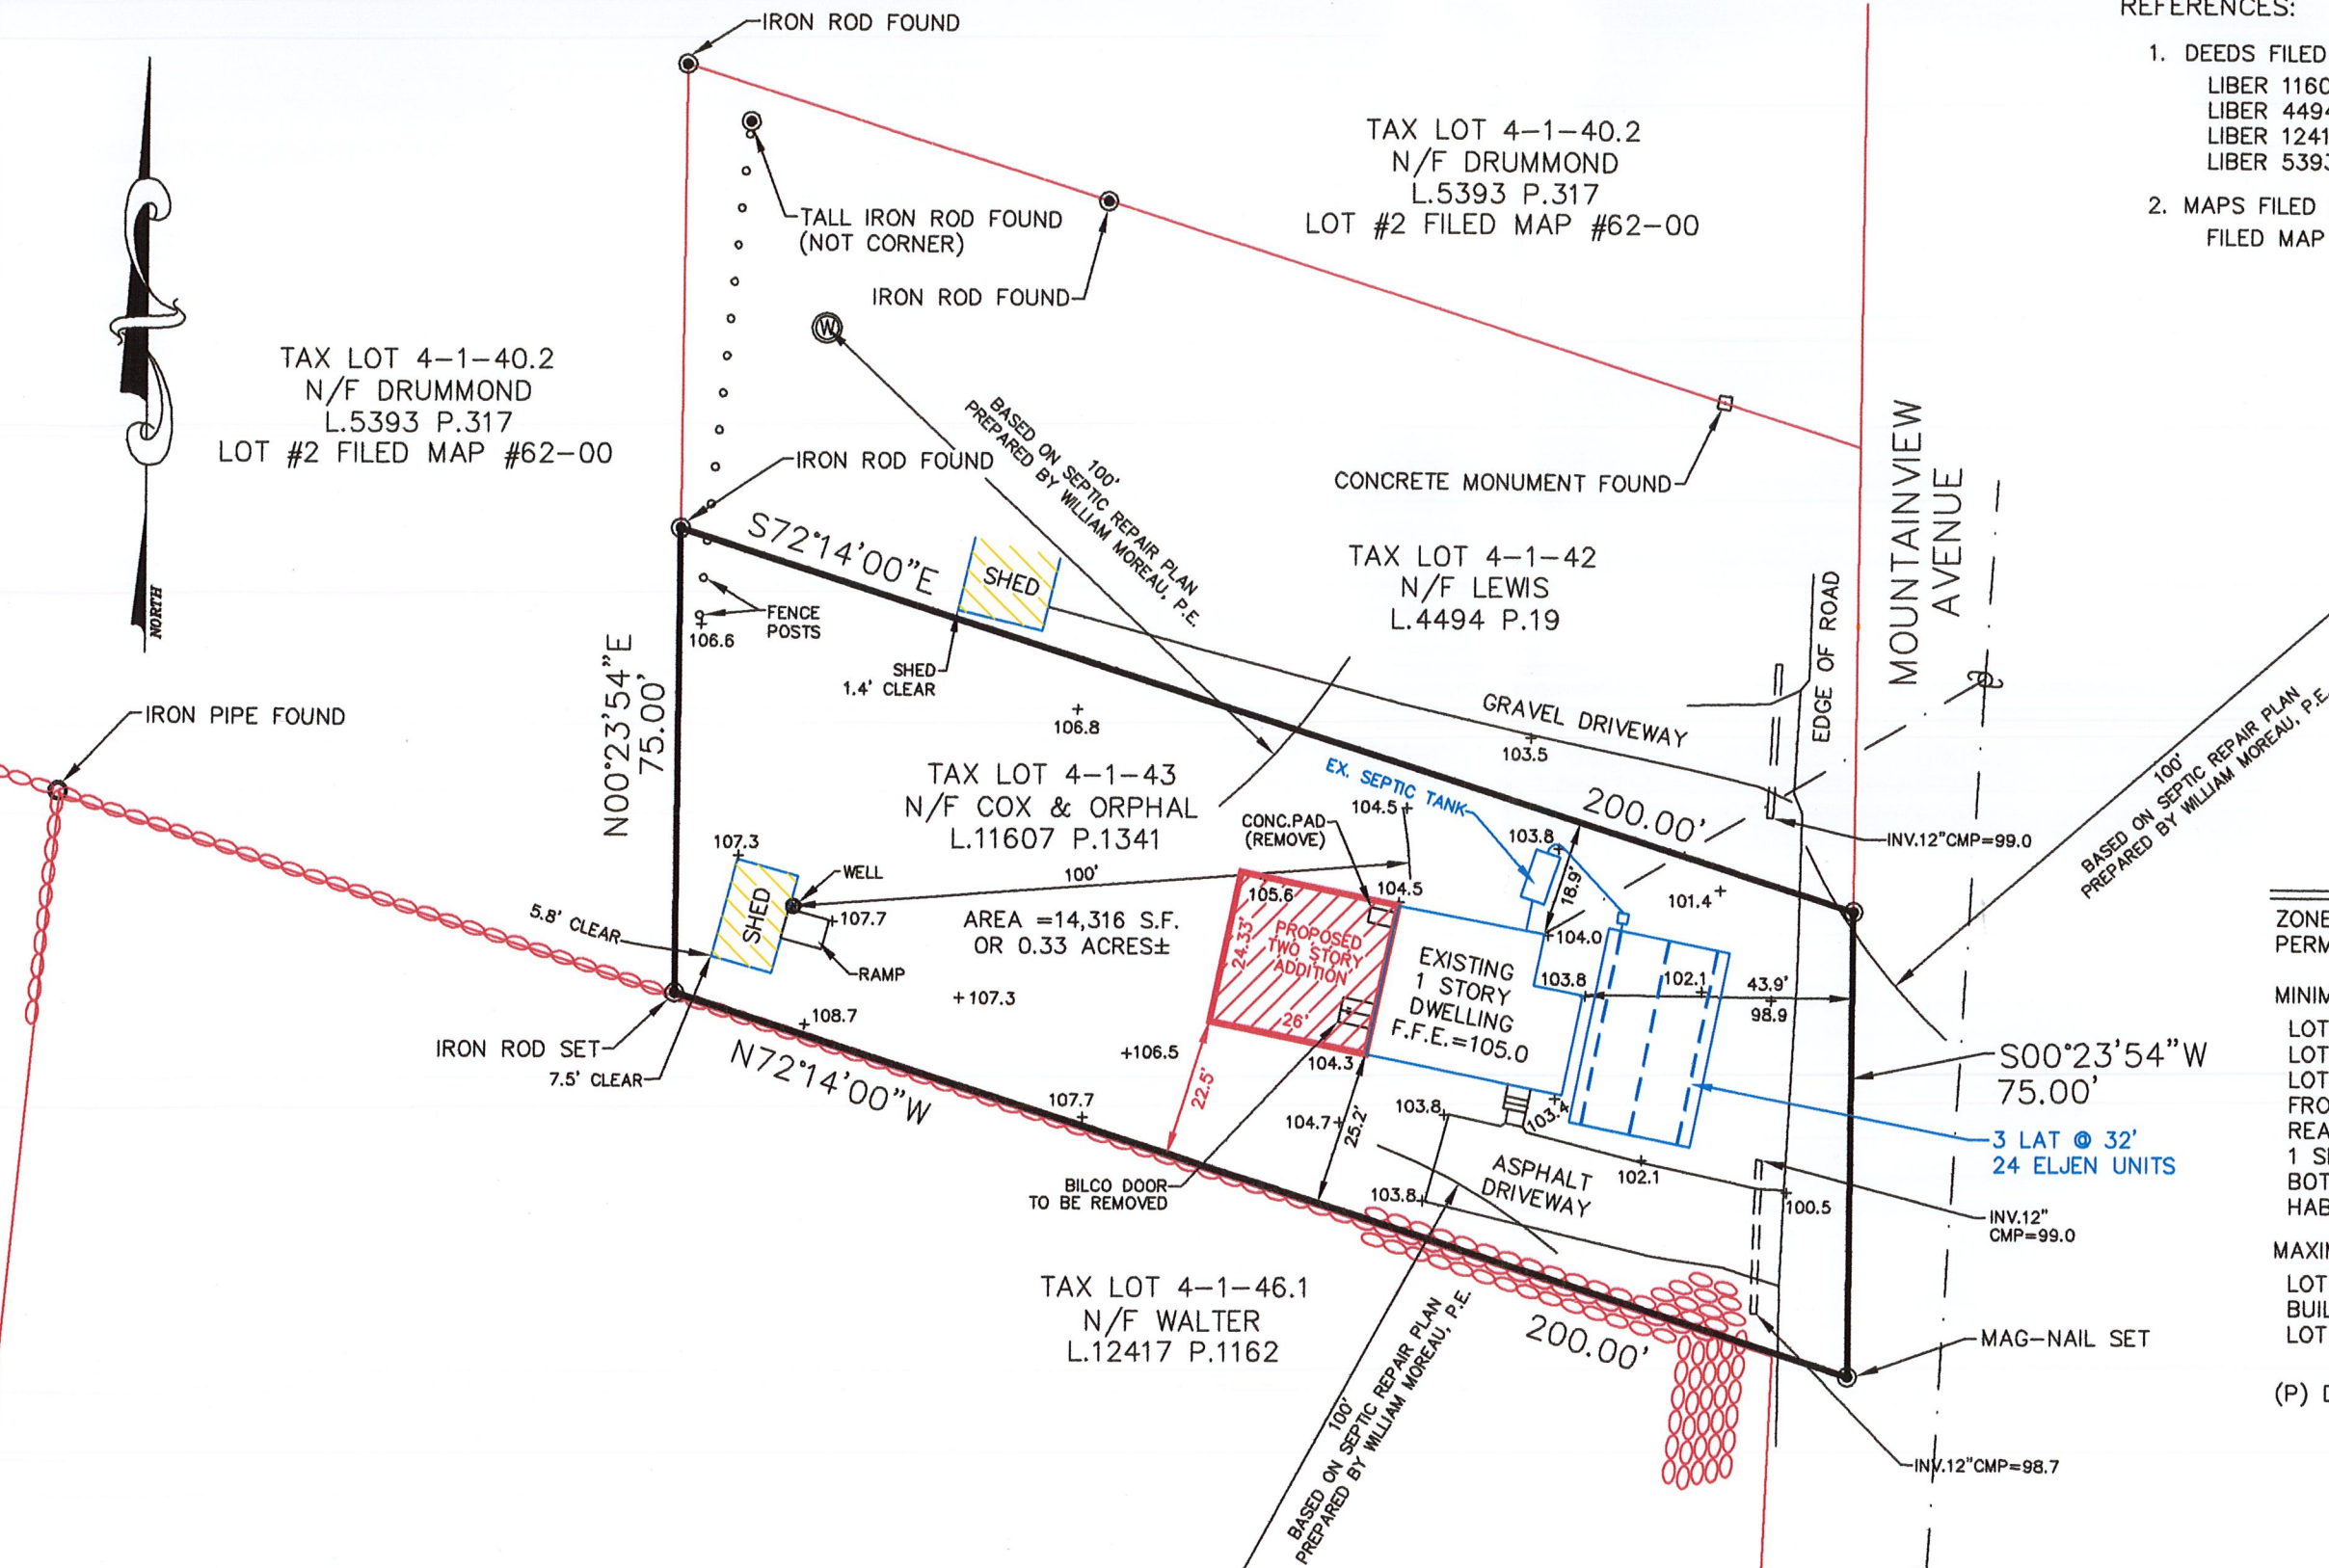 REFERENCES:
1. DEEDS FILED
LIBER 1160
LIBER 4494
LIBER 1241
LIBER 5393
2. MAPS FILED
FILED MAP
IRON ROD FOUND
TALL IRON ROD FOUND
(NOT CORNER)
IRON ROD FOUND
W
NORTH
TAX LOT 4-1-40.2
N/F DRUMMOND
L.5393 P.317
LOT #2 FILED MAP #62-00
TAX LOT 4-1-40.2
N/F DRUMMOND
L.5393 P.317
LOT #2 FILED MAP #62-00
100'
BASED ON SEPTIC REPAIR PLAN
PREPARED BY WILLIAM MOREAU, P.E.
IRON ROD FOUND
CONCRETE MONUMENT FOUND
MOUNTAINVIEW
AVENUE
EDGE OF ROAD
S72°14'00"E
SHED
TAX LOT 4-1-42
N/F LEWIS
L.4494 P.19
FENCE
POSTS
106.6
N00°23'54"E
75.00'
SHED
1.4' CLEAR
106.8
GRAVEL DRIVEWAY
103.5
IRON PIPE FOUND
TAX LOT 4-1-43
N/F COX & ORPHAL
L.11607 P.1341
EX. SEPTIC TANK
104.5
CONC.PAD
(REMOVE)
103.8
200.00'
INV.12"CMP=99.0
100'
BASED ON SEPTIC REPAIR PLAN
PREPARED BY WILLIAM MOREAU, P.E.
107.3
SHED
WELL
100'
107.7
RAMP
5.8' CLEAR
AREA =14,316 S.F.
OR 0.33 ACRES±
105.6
104.5
18.9'
101.4
104.0
24.33'
PROPOSED
TWO STORY
ADDITION
26'
EXISTING
1 STORY
DWELLING
F.F.E.=105.0
103.8
102.1
43.9'
98.9
107.3
108.7
IRON ROD SET
7.5' CLEAR
N72°14'00"W
106.5
104.3
22.5'
107.7
104.7
25.2'
103.8
103.4
S00°23'54"W
75.00'
3 LAT @ 32'
24 ELJEN UNITS
BILCO DOOR
TO BE REMOVED
ASPHALT
DRIVEWAY
102.1
103.8
100.5
INV.12"
CMP=99.0
TAX LOT 4-1-46.1
N/F WALTER
L.12417 P.1162
100'
BASED ON SEPTIC REPAIR PLAN
PREPARED BY WILLIAM MOREAU, P.E.
200.00'
MAG-NAIL SET
INV.12"CMP=98.7
ZONE
PERM
MINIM
LOT
LOT
LOT
FRO
REA
1 S
BOT
HAB
MAXI
LOT
BUIL
LOT
(P)